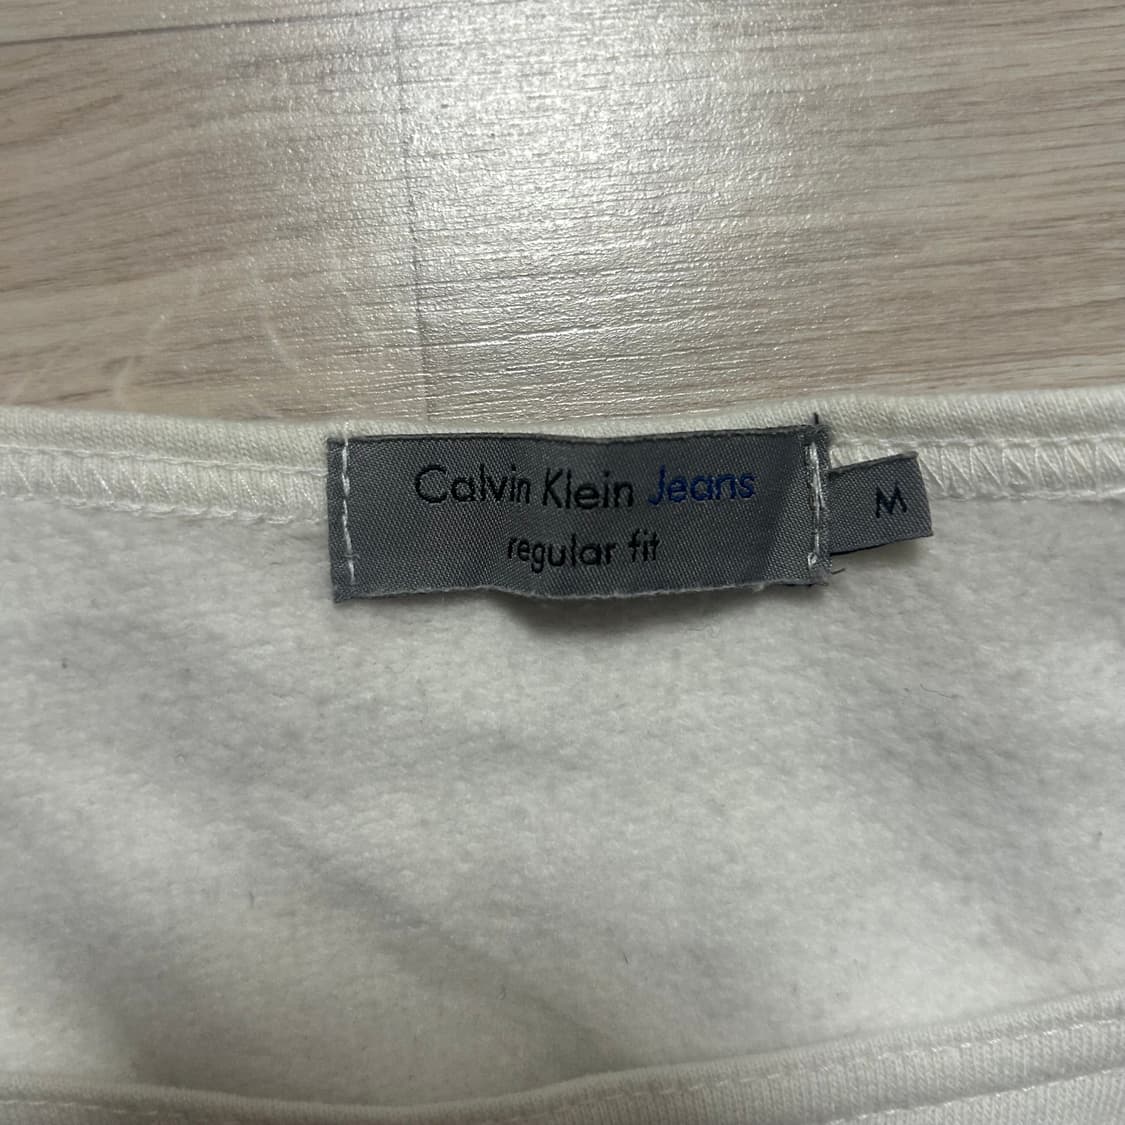 Calvin Klein Jeans
regular fit
M